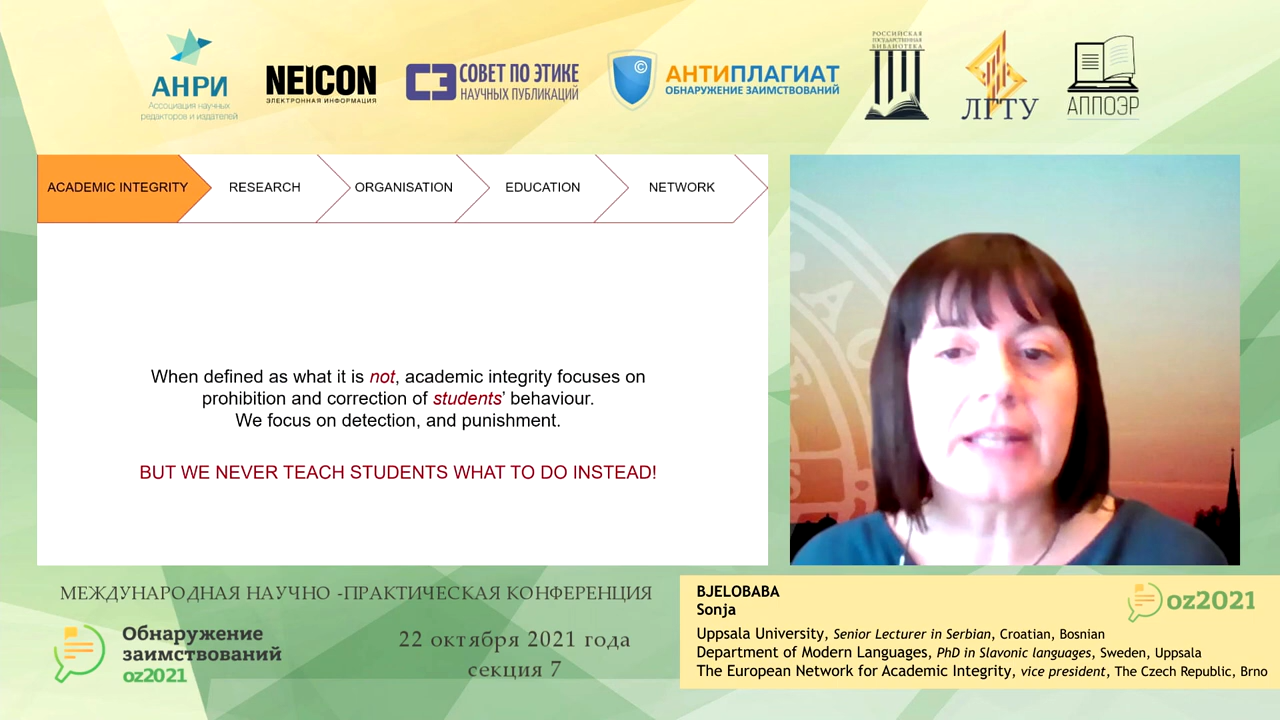 АНРИ
Ассоциация научных
редакторов и издателей
NEICON
ЭЛЕКТРОННАЯ ИНФОРМАЦИЯ
СЭ
СОВЕТ ПО ЭТИКЕ
НАУЧНЫХ ПУБЛИКАЦИЙ
©
АНТИПЛАГИАТ
ОБНАРУЖЕНИЕ ЗАИМСТВОВАНИЙ
РОССИЙСКАЯ
ГОСУДАРСТВЕННАЯ
БИБЛИОТЕКА
ЛГТУ
АППОЭР
ACADEMIC INTEGRITY
RESEARCH
ORGANISATION
EDUCATION
NETWORK
When defined as what it is not, academic integrity focuses on
prohibition and correction of students' behaviour.
We focus on detection, and punishment.
BUT WE NEVER TEACH STUDENTS WHAT TO DO INSTEAD!
МЕЖДУНАРОДНАЯ НАУЧНО -ПРАКТИЧЕСКАЯ КОНФЕРЕНЦИЯ
Обнаружение
заимствований
oz2021
22 октября 2021 года
секция 7
BJELOBABA
Sonja
oz2021
Uppsala University, Senior Lecturer in Serbian, Croatian, Bosnian
Department of Modern Languages, PhD in Slavonic languages, Sweden, Uppsala
The European Network for Academic Integrity, vice president, The Czech Republic, Brno